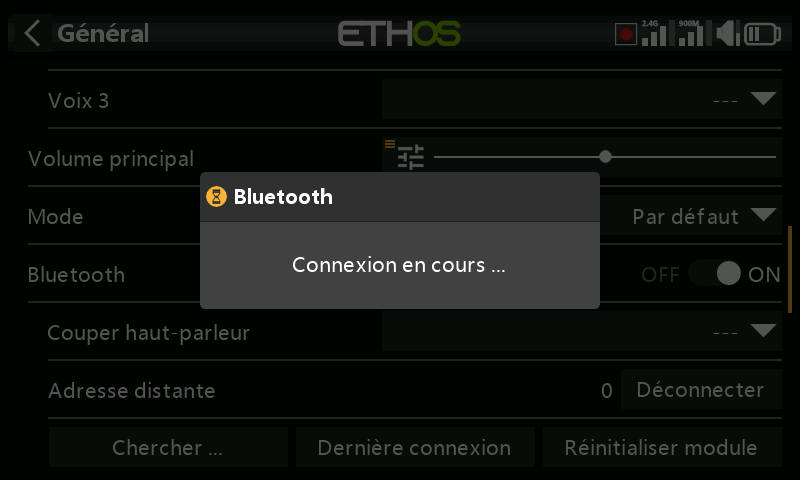 Général
ETHOS
2.4G
900M
Voix 3
---
Volume principal
Mode
Par défaut
Bluetooth
Connexion en cours ...
Bluetooth
OFF
ON
Couper haut-parleur
---
Adresse distante
0
Déconnecter
Chercher ...
Dernière connexion
Réinitialiser module